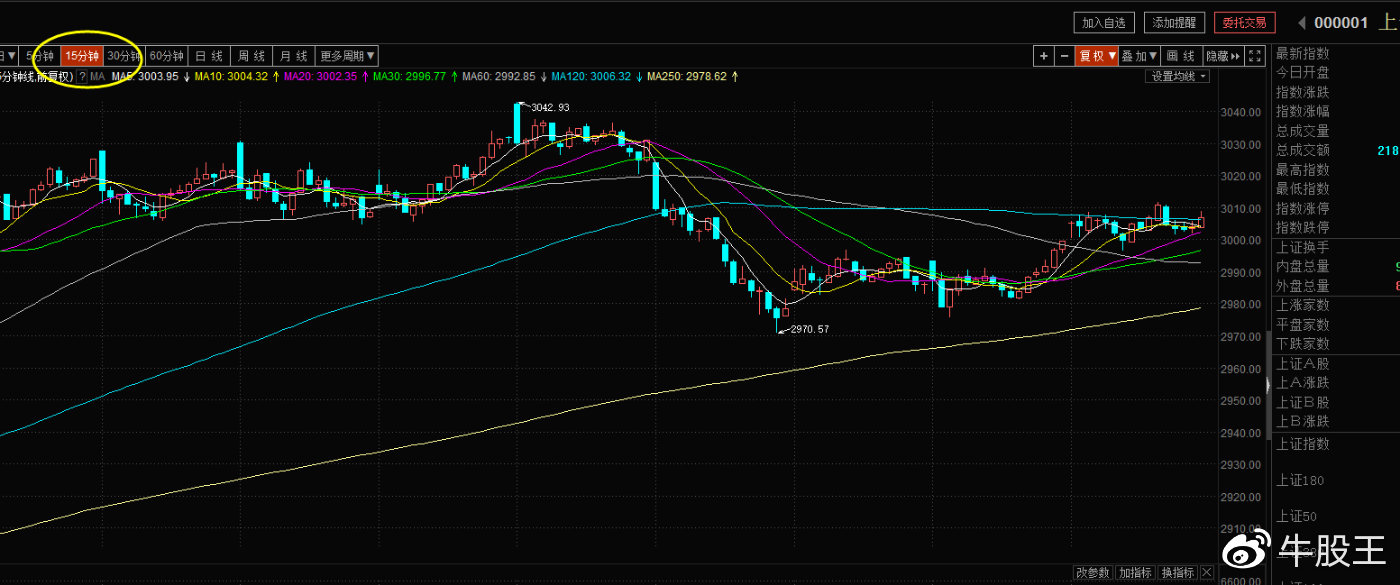 加入自选 添加提醒 委托交易 000001 上
日▼ 5分钟 15分钟 30分钟 60分钟 日 线 周 线 月 线 更多周期▼ + − 复权▼ 叠加▼ 画 线 隐藏
5分钟线,前复权) ? MA MA5: 3003.95 ↓ MA10: 3004.32 ↑ MA20: 3002.35 ↑ MA30: 2996.77 ↑ MA60: 2992.85 ↓ MA120: 3006.32 ↓ MA250: 2978.62 ↑
设置均线
3042.93
2970.57
3040.00
3030.00
3020.00
3010.00
3000.00
2990.00
2980.00
2970.00
2960.00
2950.00
2940.00
2930.00
2920.00
2910.00
6600.00
最新指数
今日开盘
指数涨跌
指数涨幅
总成交量
总成交额 218
最高指数
最低指数
指数涨停
指数跌停
上证换手
内盘总量 9
外盘总量 8
上涨家数
平盘家数
下跌家数
上证A股
上A涨跌
上证B股
上B涨跌
上证指数
上证180
上证50
牛股王
改参数 加指标 换指标